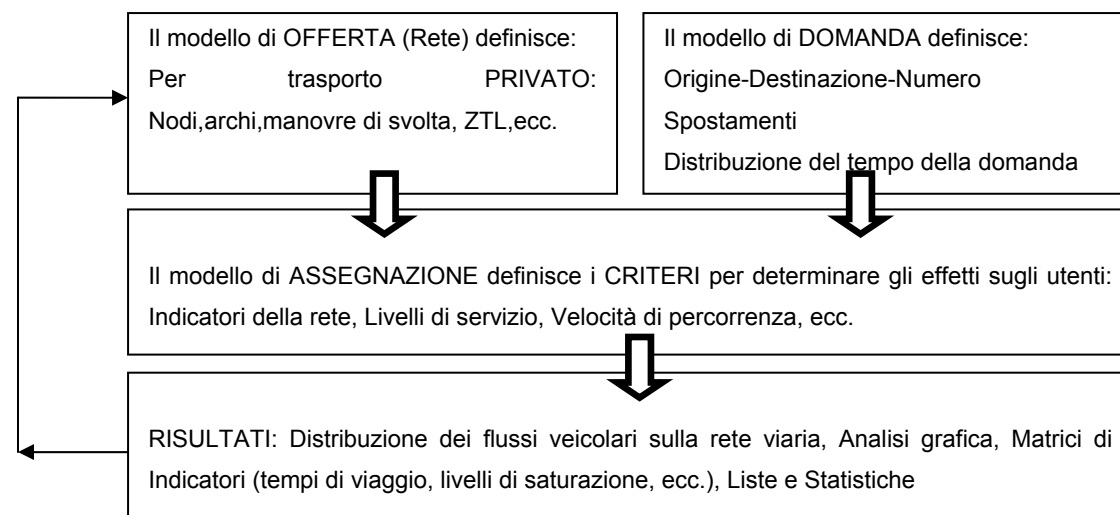 Il modello di OFFERTA (Rete) definisce:
Per trasporto PRIVATO:
Nodi,archi,manovre di svolta, ZTL,ecc.
Il modello di DOMANDA definisce:
Origine-Destinazione-Numero
Spostamenti
Distribuzione del tempo della domanda
Il modello di ASSEGNAZIONE definisce i CRITERI per determinare gli effetti sugli utenti:
Indicatori della rete, Livelli di servizio, Velocità di percorrenza, ecc.
RISULTATI: Distribuzione dei flussi veicolari sulla rete viaria, Analisi grafica, Matrici di
Indicatori (tempi di viaggio, livelli di saturazione, ecc.), Liste e Statistiche